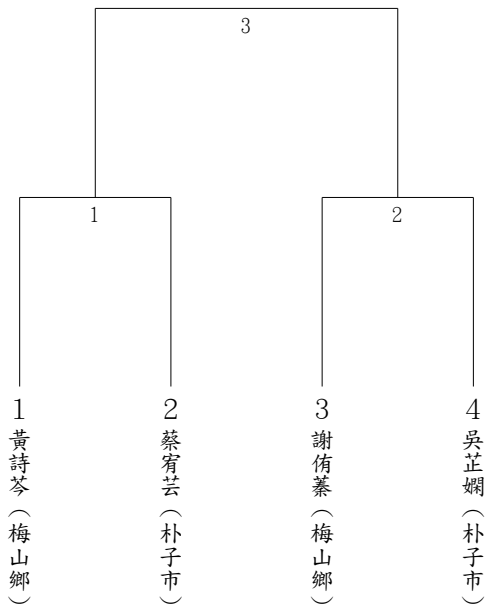 3
1
2
1 黃詩芩（梅山鄉）
2 蔡宥芸（朴子市）
3 謝侑蓁（梅山鄉）
4 吳芷嫻（朴子市）